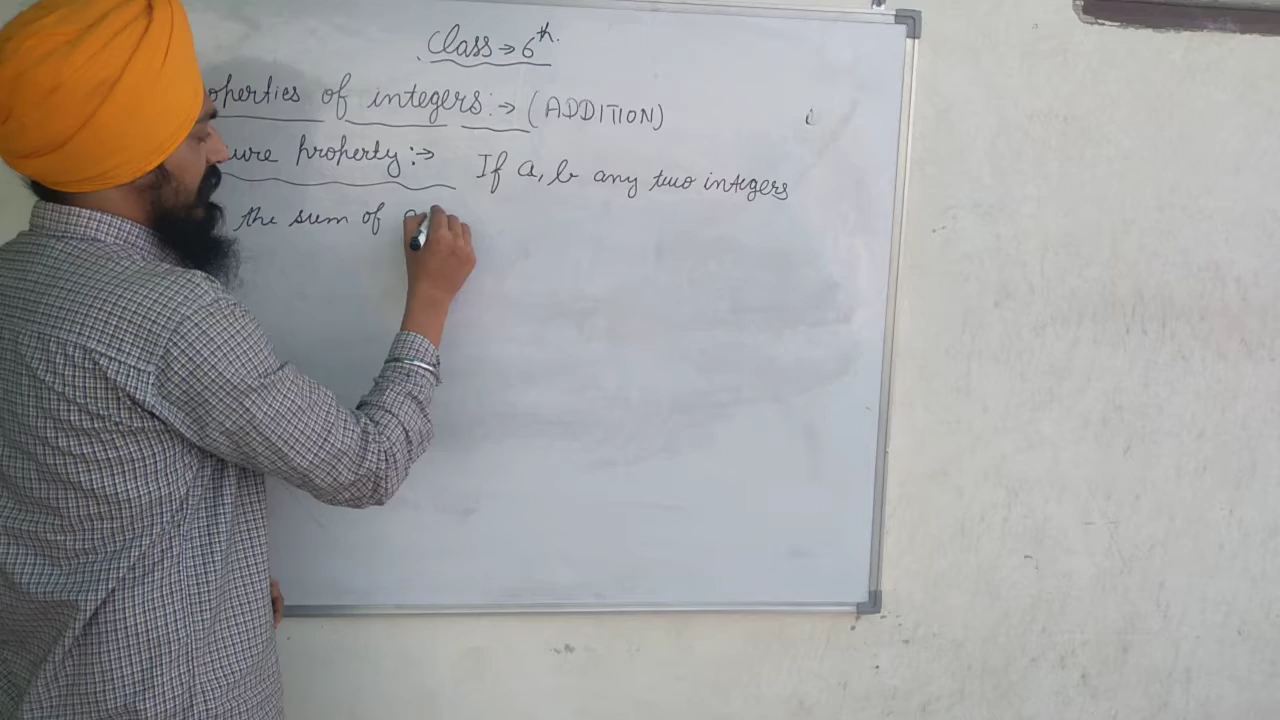 Class → 6th.
operties of integers :→ (ADDITION)
ure property :→ If a, b any two integers
the sum of